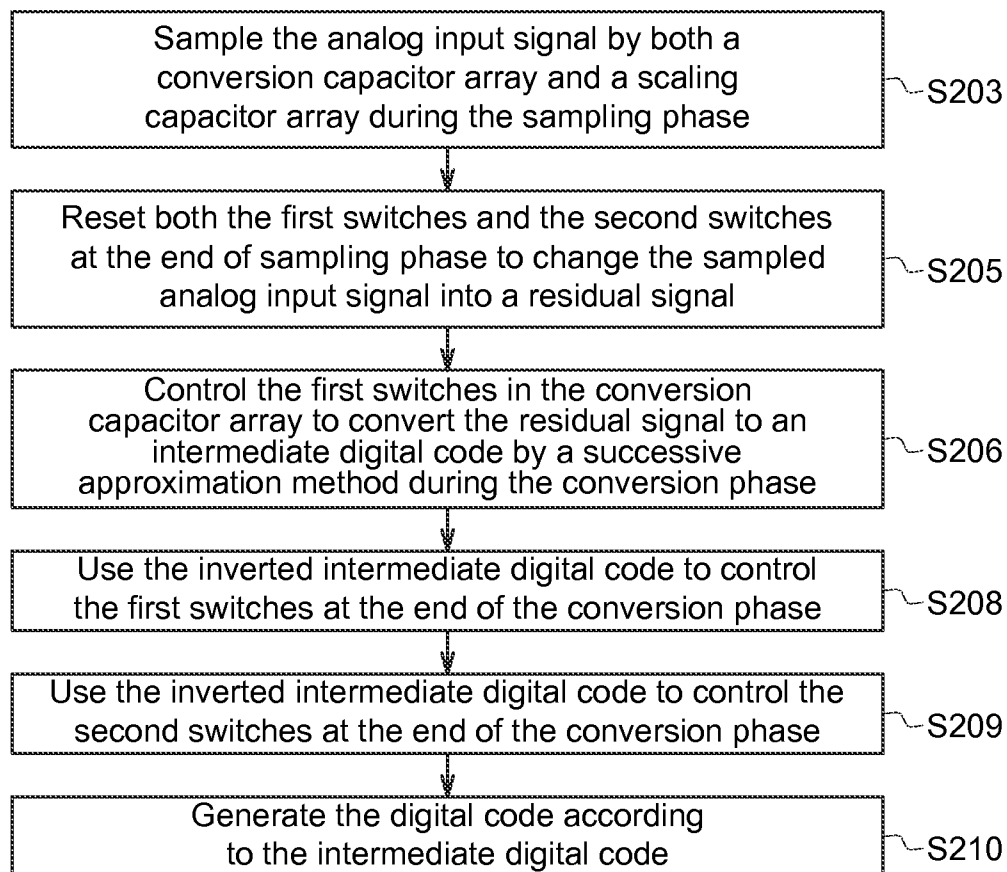 Sample the analog input signal by both a
conversion capacitor array and a scaling
capacitor array during the sampling phase
S203
Reset both the first switches and the second switches
at the end of sampling phase to change the sampled
analog input signal into a residual signal
S205
Control the first switches in the conversion
capacitor array to convert the residual signal to an
intermediate digital code by a successive
approximation method during the conversion phase
S206
Use the inverted intermediate digital code to control
the first switches at the end of the conversion phase
S208
Use the inverted intermediate digital code to control the
second switches at the end of the conversion phase
S209
Generate the digital code according
to the intermediate digital code
S210